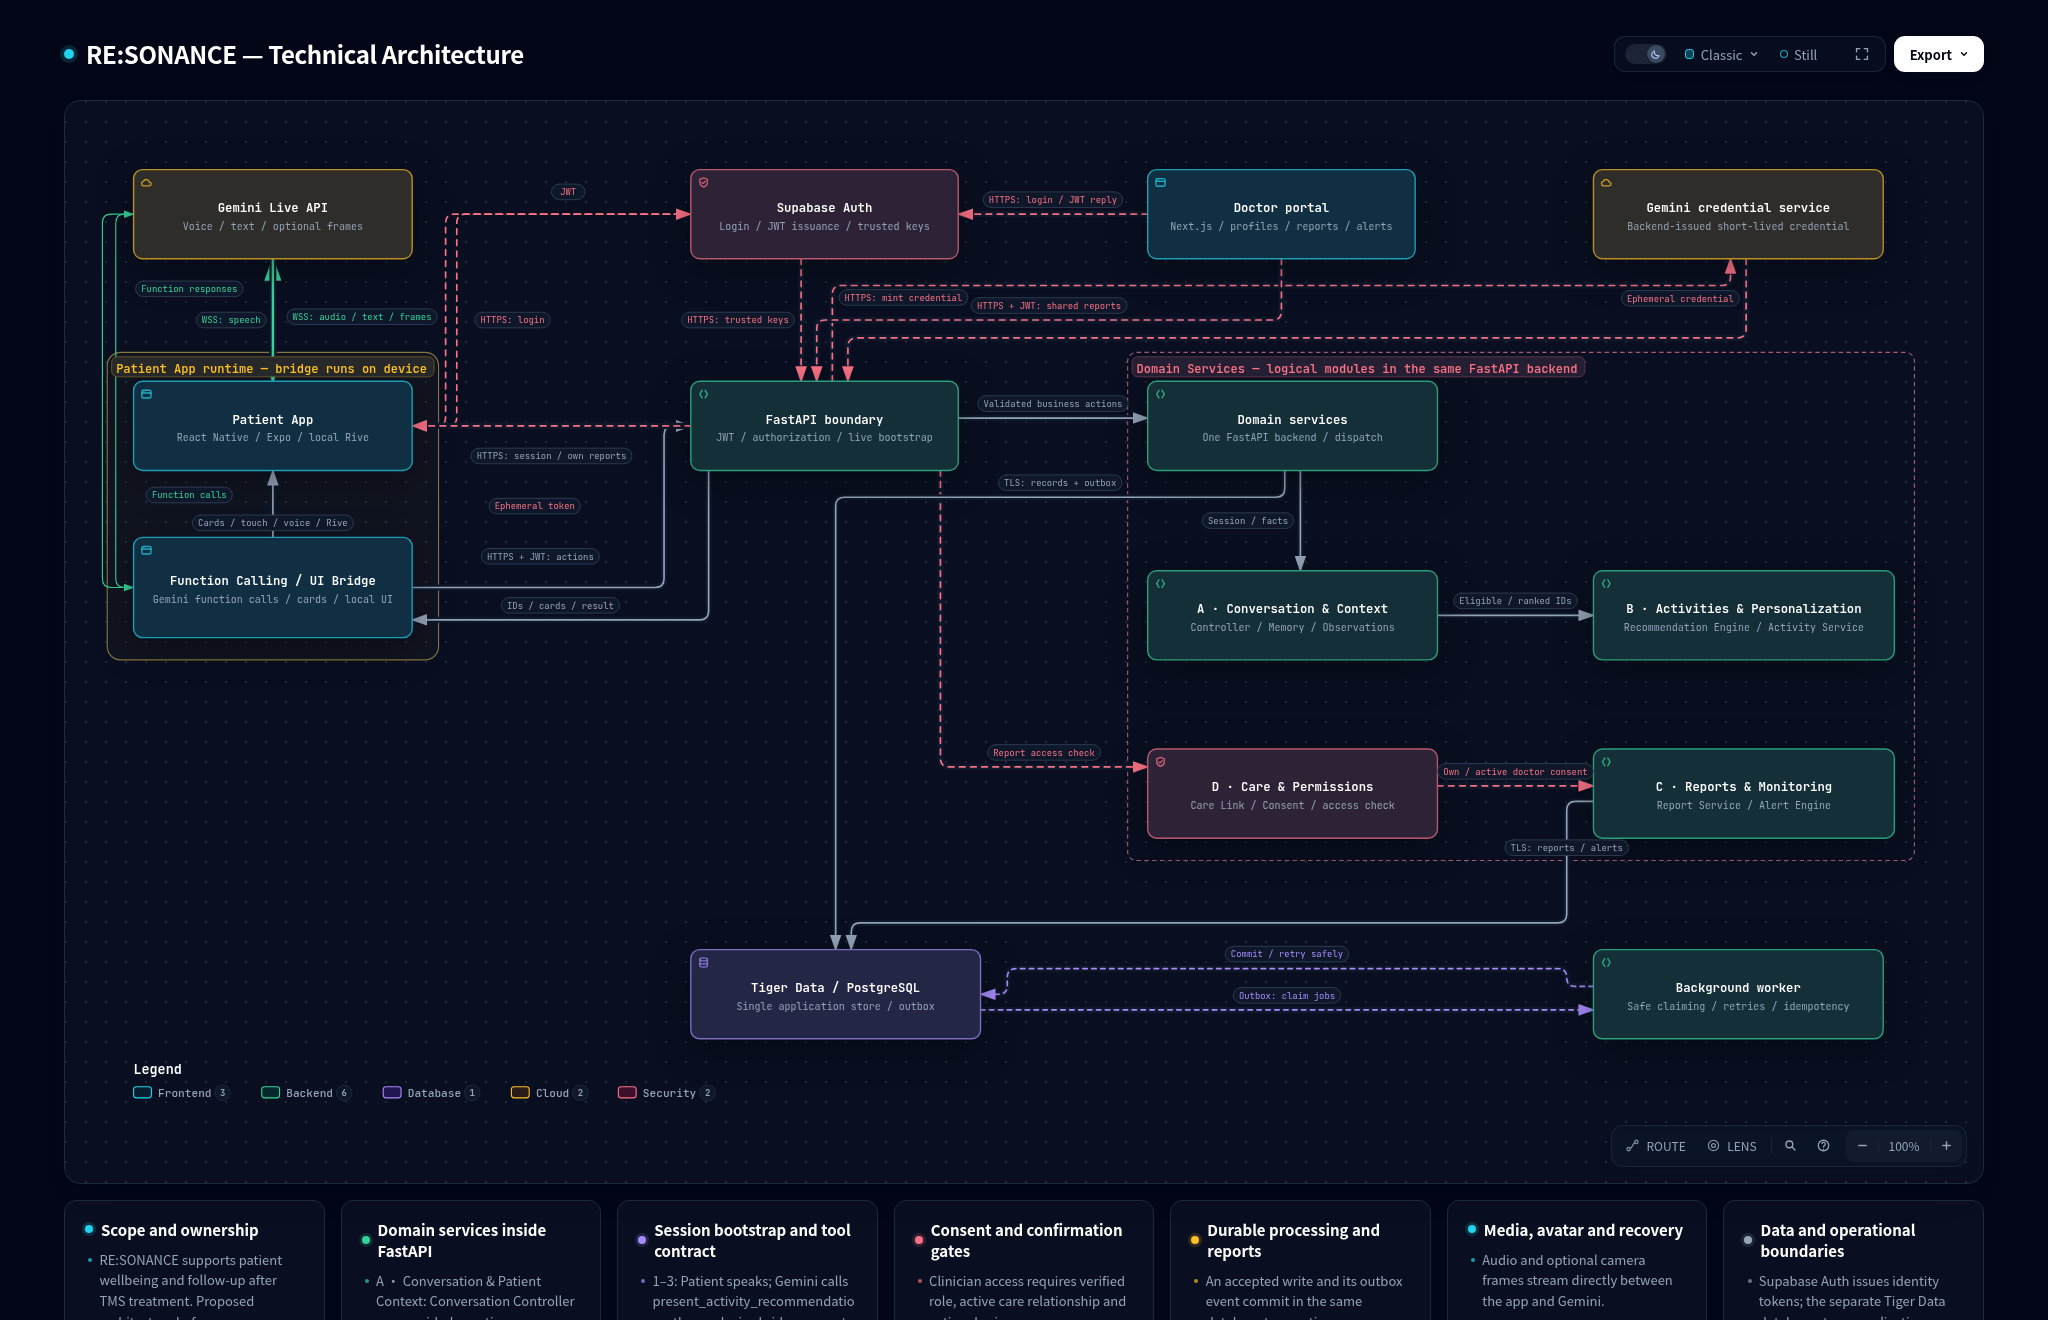 RE:SONANCE — Technical Architecture
Classic
Still
Export
Gemini Live API
Voice / text / optional frames
JWT
Supabase Auth
Login / JWT issuance / trusted keys
HTTPS: login / JWT reply
Doctor portal
Next.js / profiles / reports / alerts
Gemini credential service
Backend-issued short-lived credential
Function responses
WSS: speech
WSS: audio / text / frames
HTTPS: login
HTTPS: trusted keys
HTTPS: mint credential
HTTPS + JWT: shared reports
Ephemeral credential
Patient App runtime — bridge runs on device
Domain Services — logical modules in the same FastAPI backend
Patient App
React Native / Expo / local Rive
FastAPI boundary
JWT / authorization / live bootstrap
Validated business actions
Domain services
One FastAPI backend / dispatch
HTTPS: session / own reports
TLS: records + outbox
Function calls
Ephemeral token
Cards / touch / voice / Rive
Session / facts
HTTPS + JWT: actions
Function Calling / UI Bridge
Gemini function calls / cards / local UI
IDs / cards / result
A · Conversation & Context
Controller / Memory / Observations
Eligible / ranked IDs
B · Activities & Personalization
Recommendation Engine / Activity Service
Report access check
D · Care & Permissions
Care Link / Consent / access check
Own / active doctor consent
C · Reports & Monitoring
Report Service / Alert Engine
TLS: reports / alerts
Tiger Data / PostgreSQL
Single application store / outbox
Commit / retry safely
Outbox: claim jobs
Background worker
Safe claiming / retries / idempotency
Legend
Frontend 3
Backend 6
Database 1
Cloud 2
Security 2
ROUTE
LENS
100%
Scope and ownership
• RE:SONANCE supports patient
wellbeing and follow-up after
TMS treatment. Proposed
Domain services inside
FastAPI
• A · Conversation & Patient
Context: Conversation Controller
Session bootstrap and tool
contract
• 1–3: Patient speaks; Gemini calls
present_activity_recommendatio
Consent and confirmation
gates
• Clinician access requires verified
role, active care relationship and
Durable processing and
reports
• An accepted write and its outbox
event commit in the same
Media, avatar and recovery
• Audio and optional camera
frames stream directly between
the app and Gemini.
Data and operational
boundaries
• Supabase Auth issues identity
tokens; the separate Tiger Data